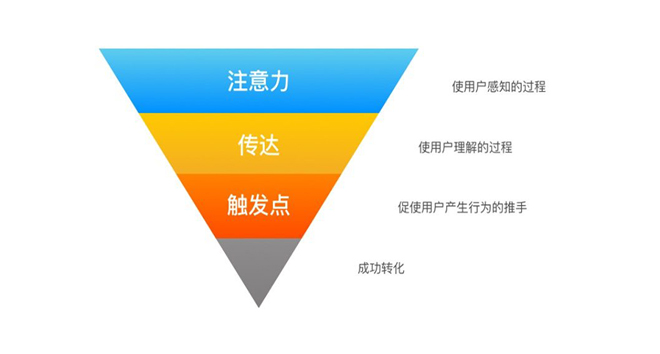 注意力
使用户感知的过程
传达
使用户理解的过程
触发点
促使用户产生行为的推手
成功转化